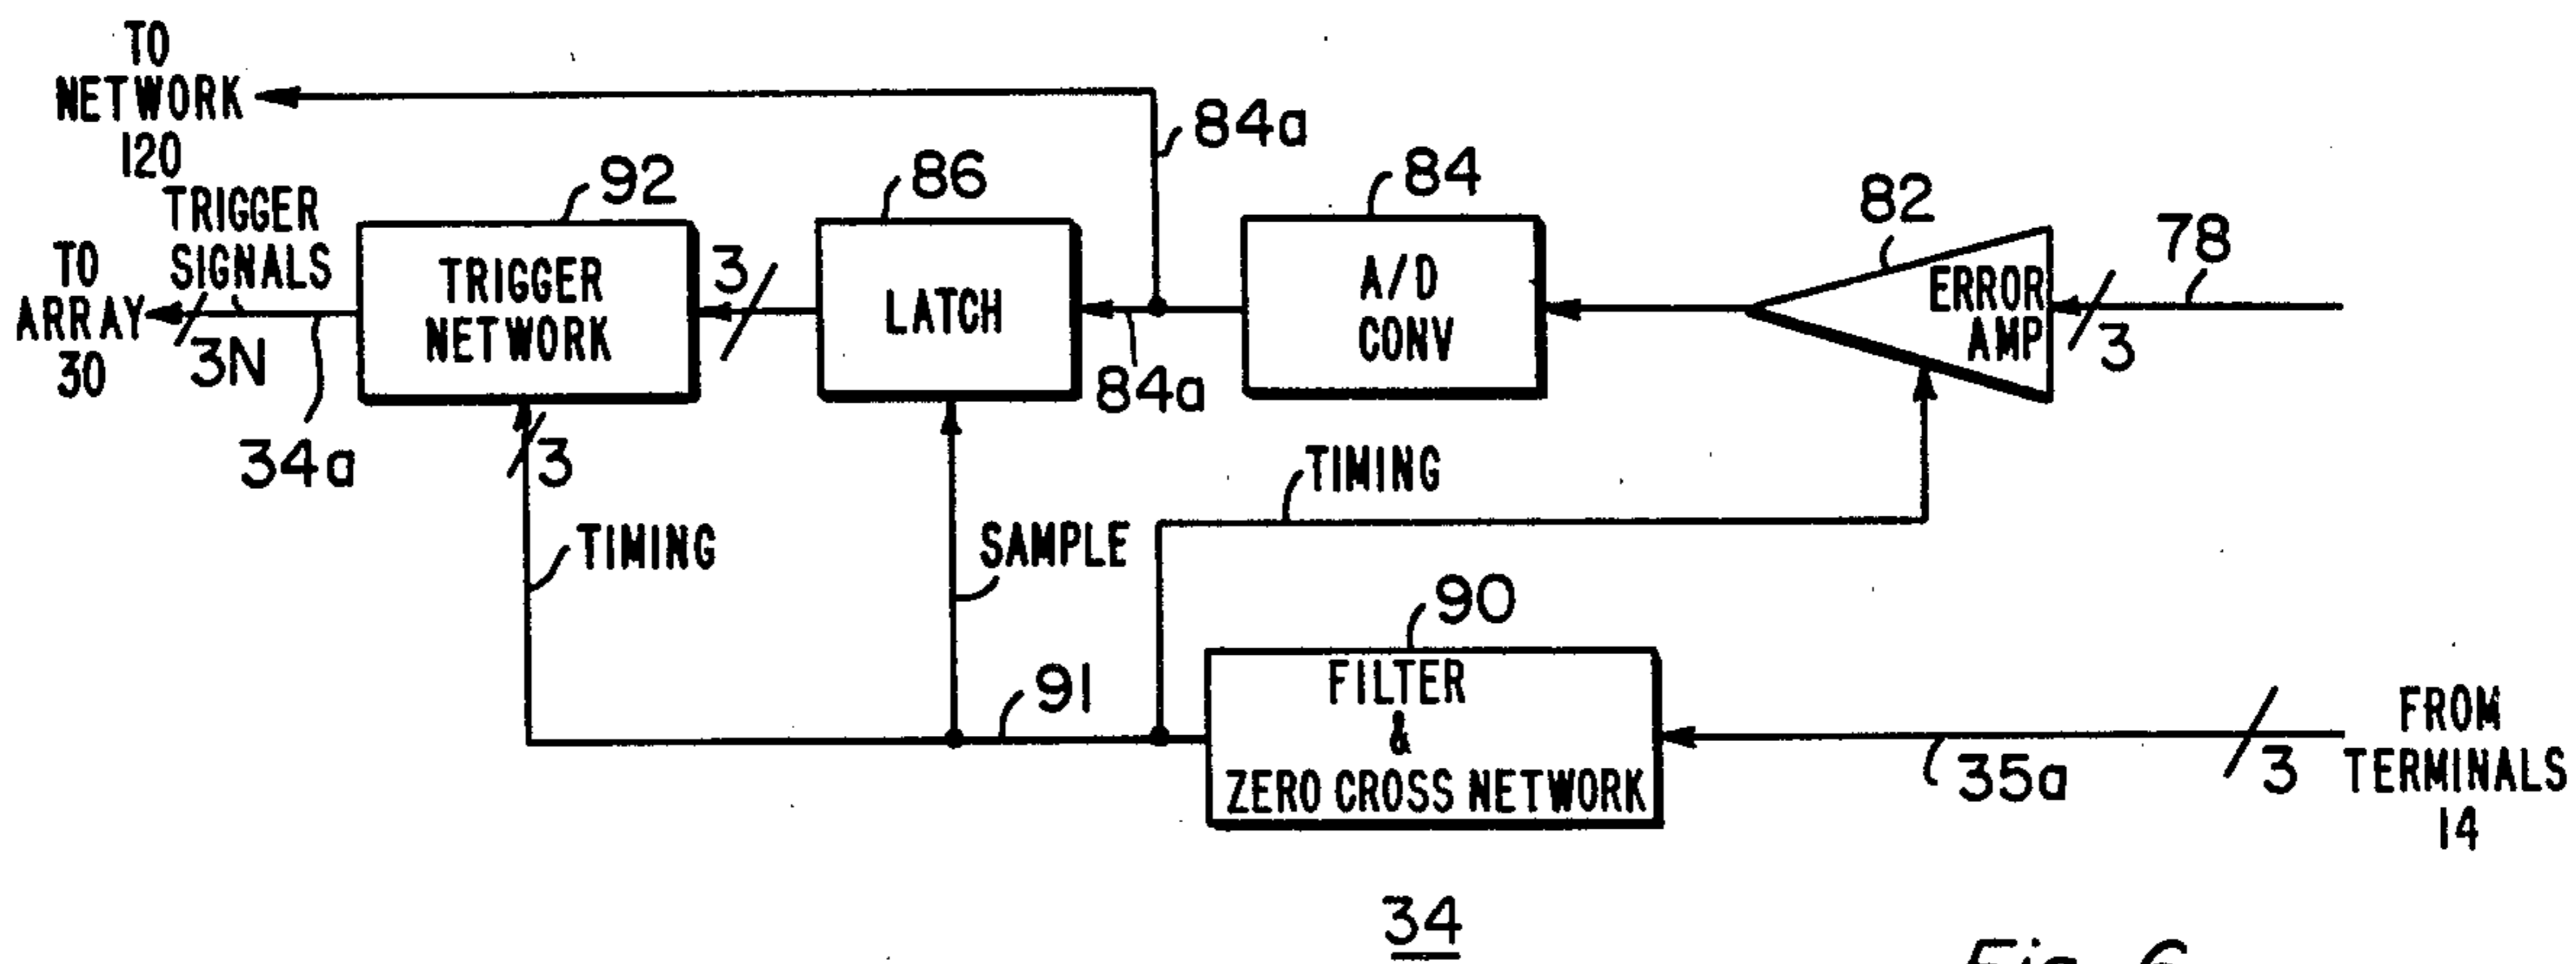 TO
NETWORK
120
TRIGGER
SIGNALS
TO
ARRAY
30
3N
34a
92
TRIGGER
NETWORK
3
TIMING
3
86
LATCH
SAMPLE
84a
84a
84
A/D
CONV
82
ERROR
AMP
78
3
TIMING
91
90
FILTER
&
ZERO CROSS NETWORK
35a
3
FROM
TERMINALS
14
34
Fig. 6